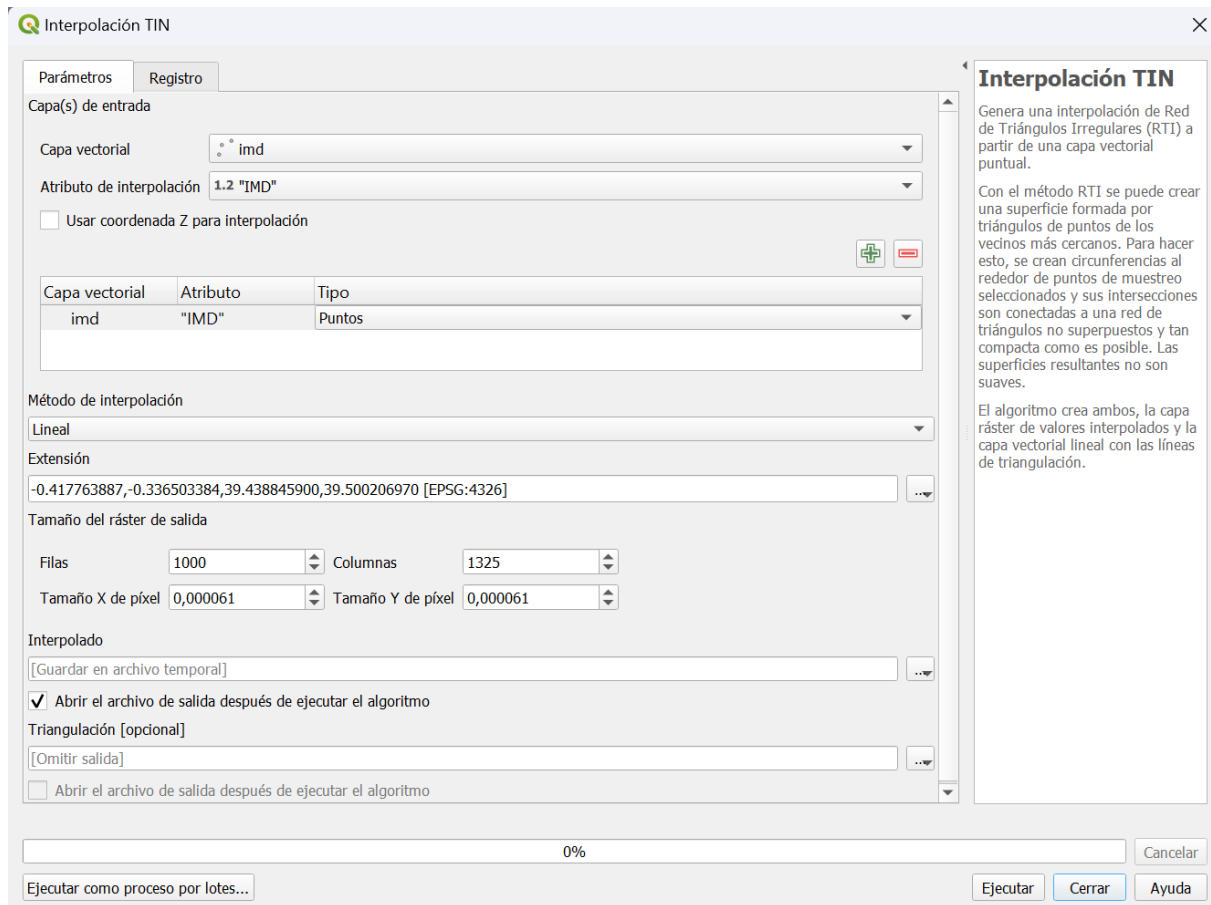 Interpolación TIN
Parámetros
Registro
Capa(s) de entrada
Capa vectorial
imd
Atributo de interpolación
1.2 "IMD"
Usar coordenada Z para interpolación
Capa vectorial Atributo Tipo
imd "IMD" Puntos
Método de interpolación
Lineal
Extensión
-0.417763887,-0.336503384,39.438845900,39.500206970 [EPSG:4326]
...
Tamaño del ráster de salida
Filas 1000 Columnas 1325
Tamaño X de píxel 0,000061 Tamaño Y de píxel 0,000061
Interpolado
[Guardar en archivo temporal]
...
Abrir el archivo de salida después de ejecutar el algoritmo
Triangulación [opcional]
[Omitir salida]
...
Abrir el archivo de salida después de ejecutar el algoritmo
Interpolación TIN
Genera una interpolación de Red
de Triángulos Irregulares (RTI) a
partir de una capa vectorial
puntual.
Con el método RTI se puede crear
una superficie formada por
triángulos de puntos de los
vecinos más cercanos. Para hacer
esto, se crean circunferencias al
rededor de puntos de muestreo
seleccionados y sus intersecciones
son conectadas a una red de
triángulos no superpuestos y tan
compacta como es posible. Las
superficies resultantes no son
suaves.
El algoritmo crea ambos, la capa
ráster de valores interpolados y la
capa vectorial lineal con las líneas
de triangulación.
0%
Cancelar
Ejecutar como proceso por lotes...
Ejecutar
Cerrar
Ayuda